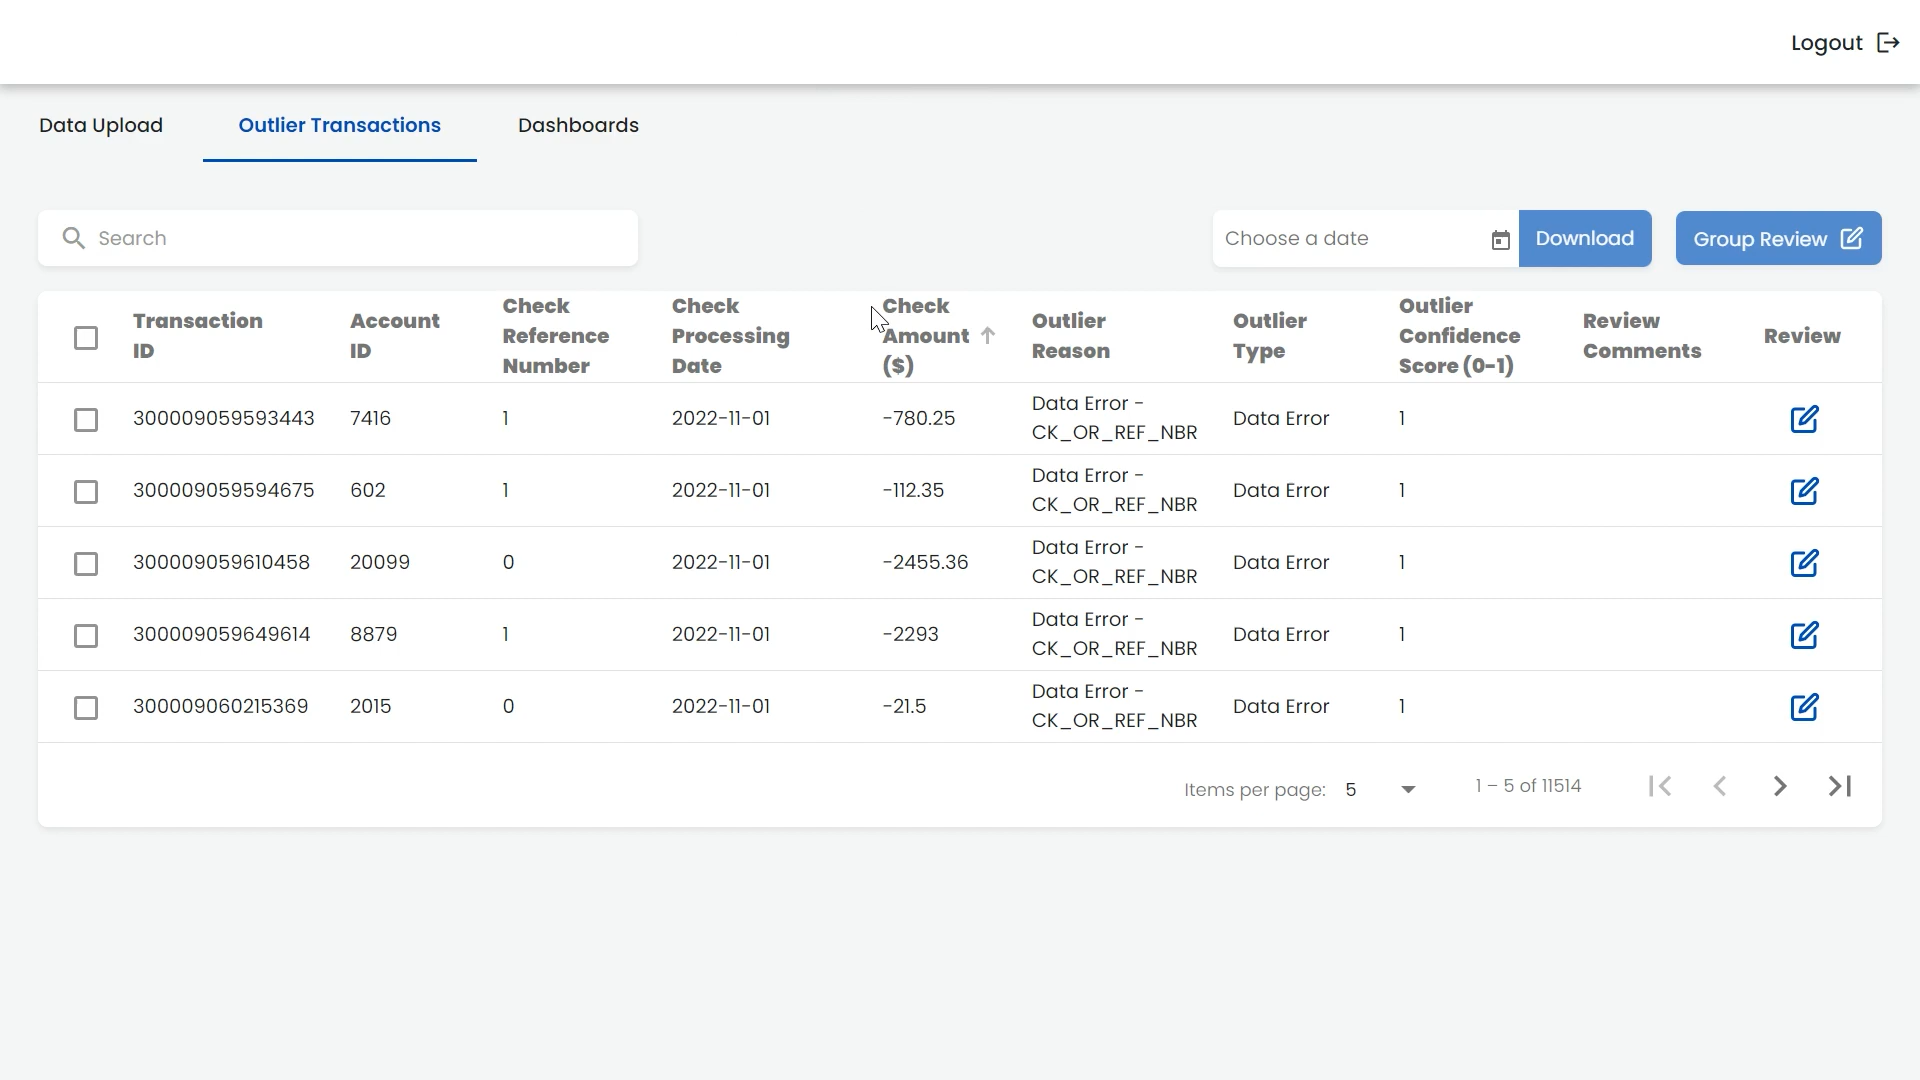 Logout
Data Upload
Outlier Transactions
Dashboards
Search
Choose a date
Download
Group Review
Transaction
ID
Account
ID
Check
Reference
Number
Check
Processing
Date
Check
Amount
($)
Outlier
Reason
Outlier
Type
Outlier
Confidence
Score (0-1)
Review
Comments
Review
300009059593443 7416 1 2022-11-01 -780.25 Data Error -
CK_OR_REF_NBR Data Error 1
300009059594675 602 1 2022-11-01 -112.35 Data Error -
CK_OR_REF_NBR Data Error 1
300009059610458 20099 0 2022-11-01 -2455.36 Data Error -
CK_OR_REF_NBR Data Error 1
300009059649614 8879 1 2022-11-01 -2293 Data Error -
CK_OR_REF_NBR Data Error 1
300009060215369 2015 0 2022-11-01 -21.5 Data Error -
CK_OR_REF_NBR Data Error 1
Items per page: 5 1 – 5 of 11514